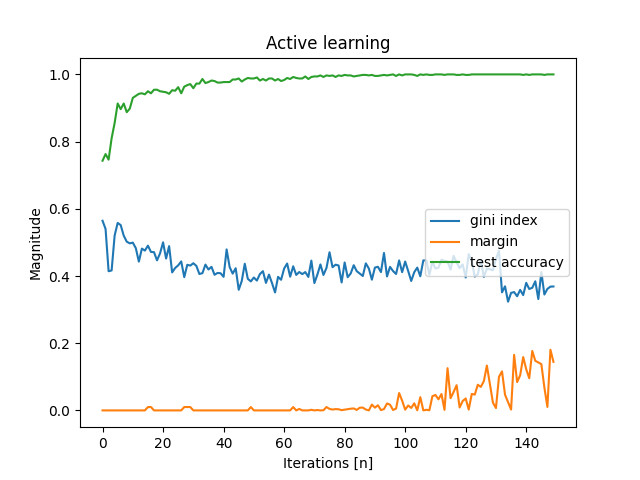 Active learning
Magnitude
1.0
0.8
0.6
0.4
0.2
0.0
gini index
margin
test accuracy
0 20 40 60 80 100 120 140
Iterations [n]